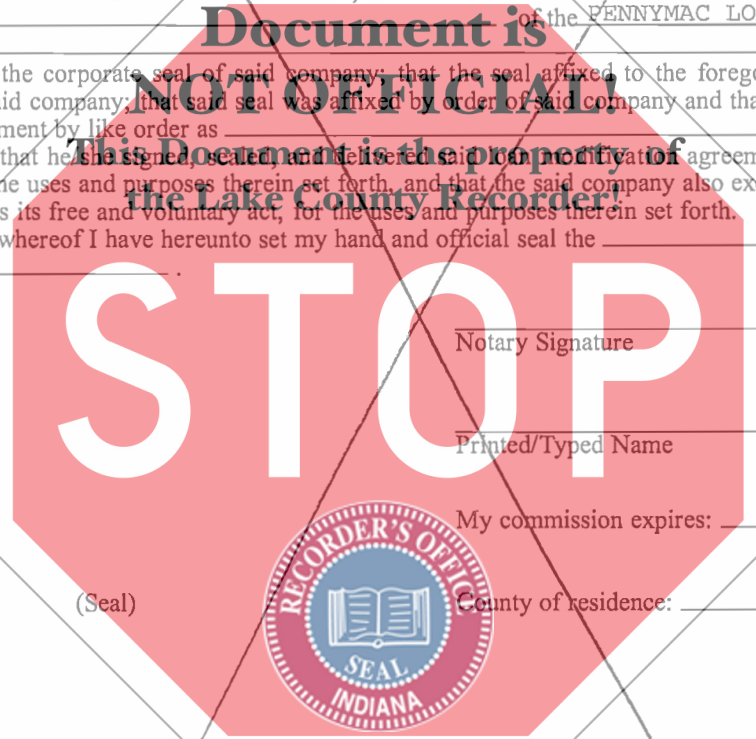 of the PENNYMAC LO
Document is
the corporate seal of said company; that the seal affixed to the forego
NOT OFFICIAL!
id company; that said seal was affixed by order of said company and tha
ment by like order as
This Document is the property of
that he/she signed, sealed, and delivered said loan modification agreem
ne uses and purposes therein set forth, and that the said company also ex
the Lake County Recorder!
s its free and voluntary act, for the uses and purposes therein set forth.
whereof I have hereunto set my hand and official seal the
STOP
Notary Signature
Printed/Typed Name
My commission expires:
(Seal)
County of residence:
RECORDER'S OFFICE
SEAL
INDIANA